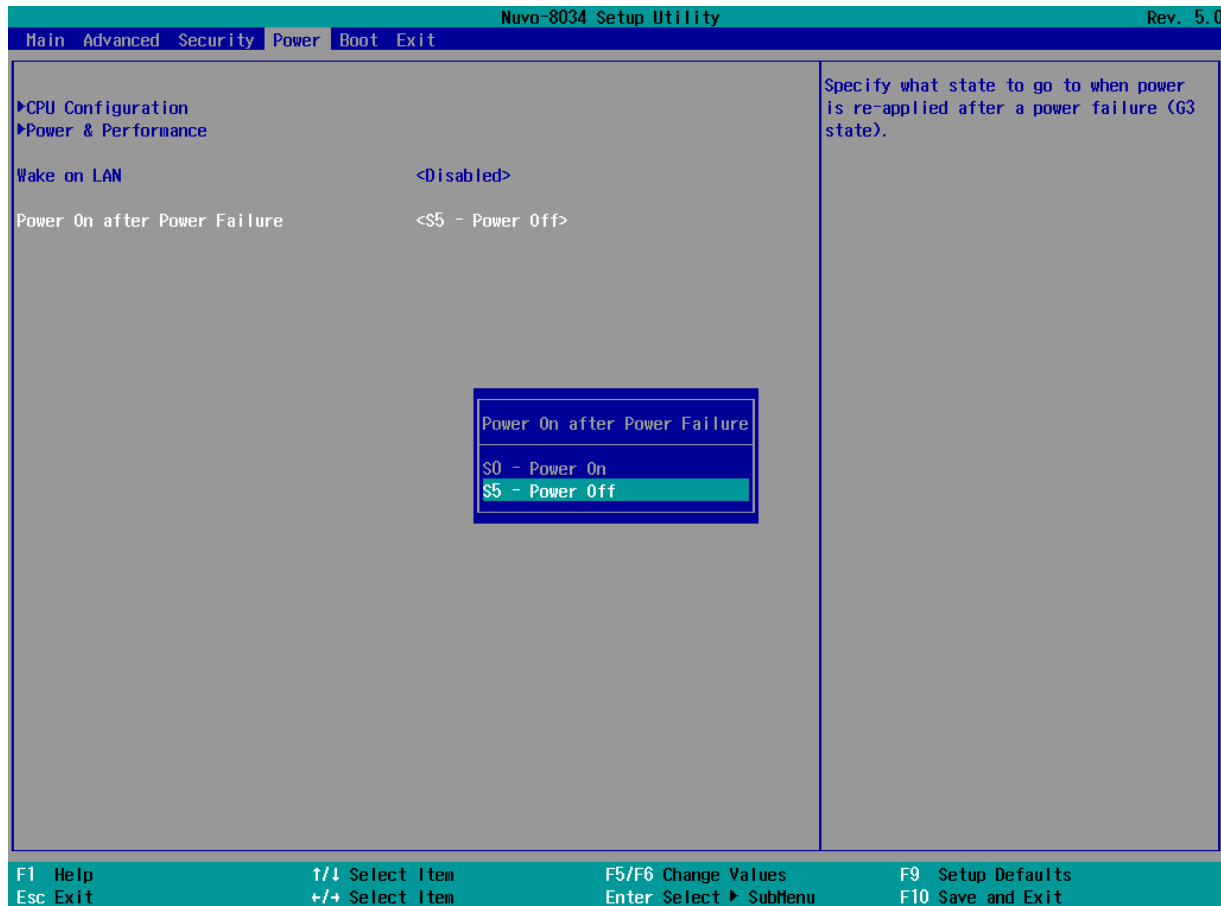 Nuvo-8034 Setup Utility Rev. 5.0
Main Advanced Security Power Boot Exit
▶CPU Configuration
▶Power & Performance
Wake on LAN <Disabled>
Power On after Power Failure <S5 - Power Off>
Specify what state to go to when power
is re-applied after a power failure (G3
state).
Power On after Power Failure
S0 - Power On
S5 - Power Off
F1 Help ↑/↓ Select Item F5/F6 Change Values F9 Setup Defaults
Esc Exit ←/→ Select Item Enter Select ▶ SubMenu F10 Save and Exit